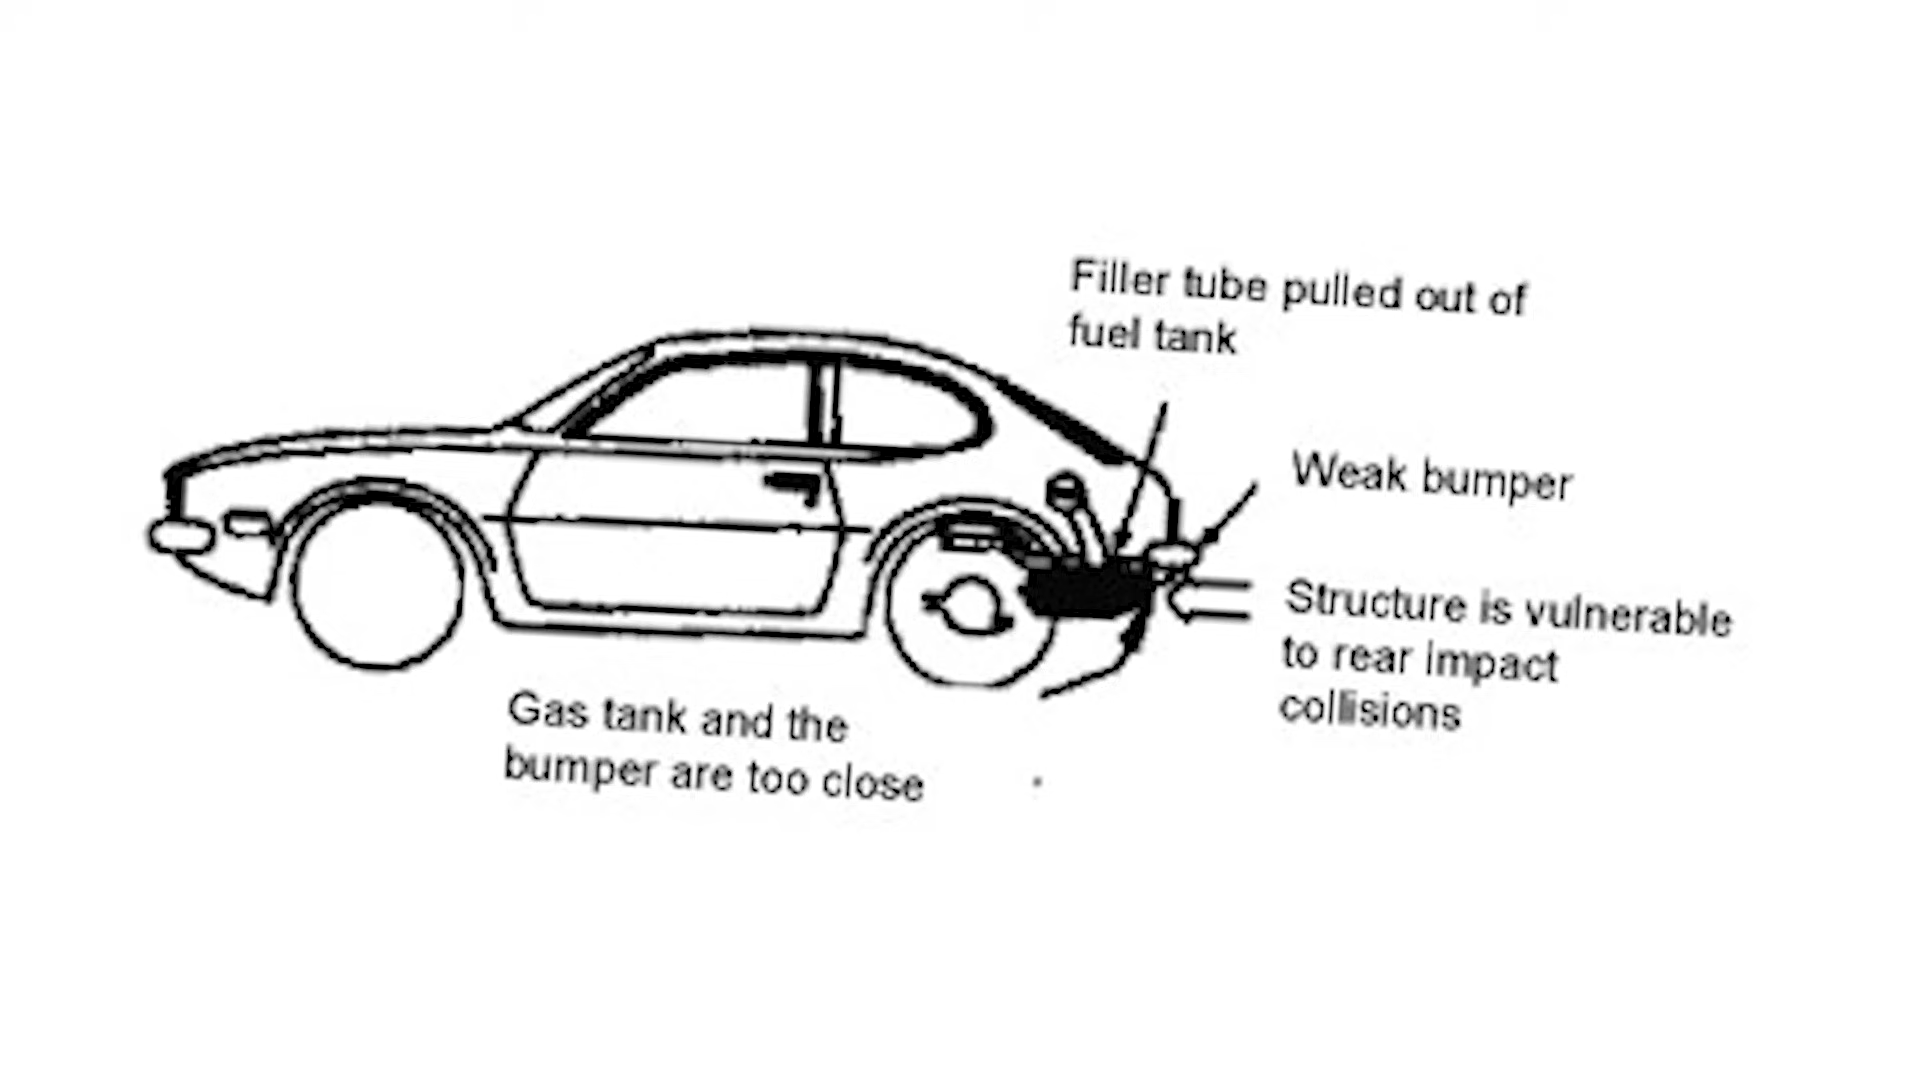 Filler tube pulled out of
fuel tank
Weak bumper
Structure is vulnerable
to rear impact
collisions
Gas tank and the
bumper are too close